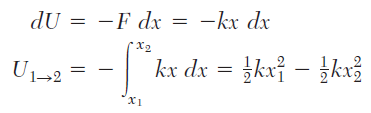 dU = −F dx = −kx dx
U₁→₂ = − ∫ₓ₁ˣ² kx dx = ½kx₁² − ½kx₂²